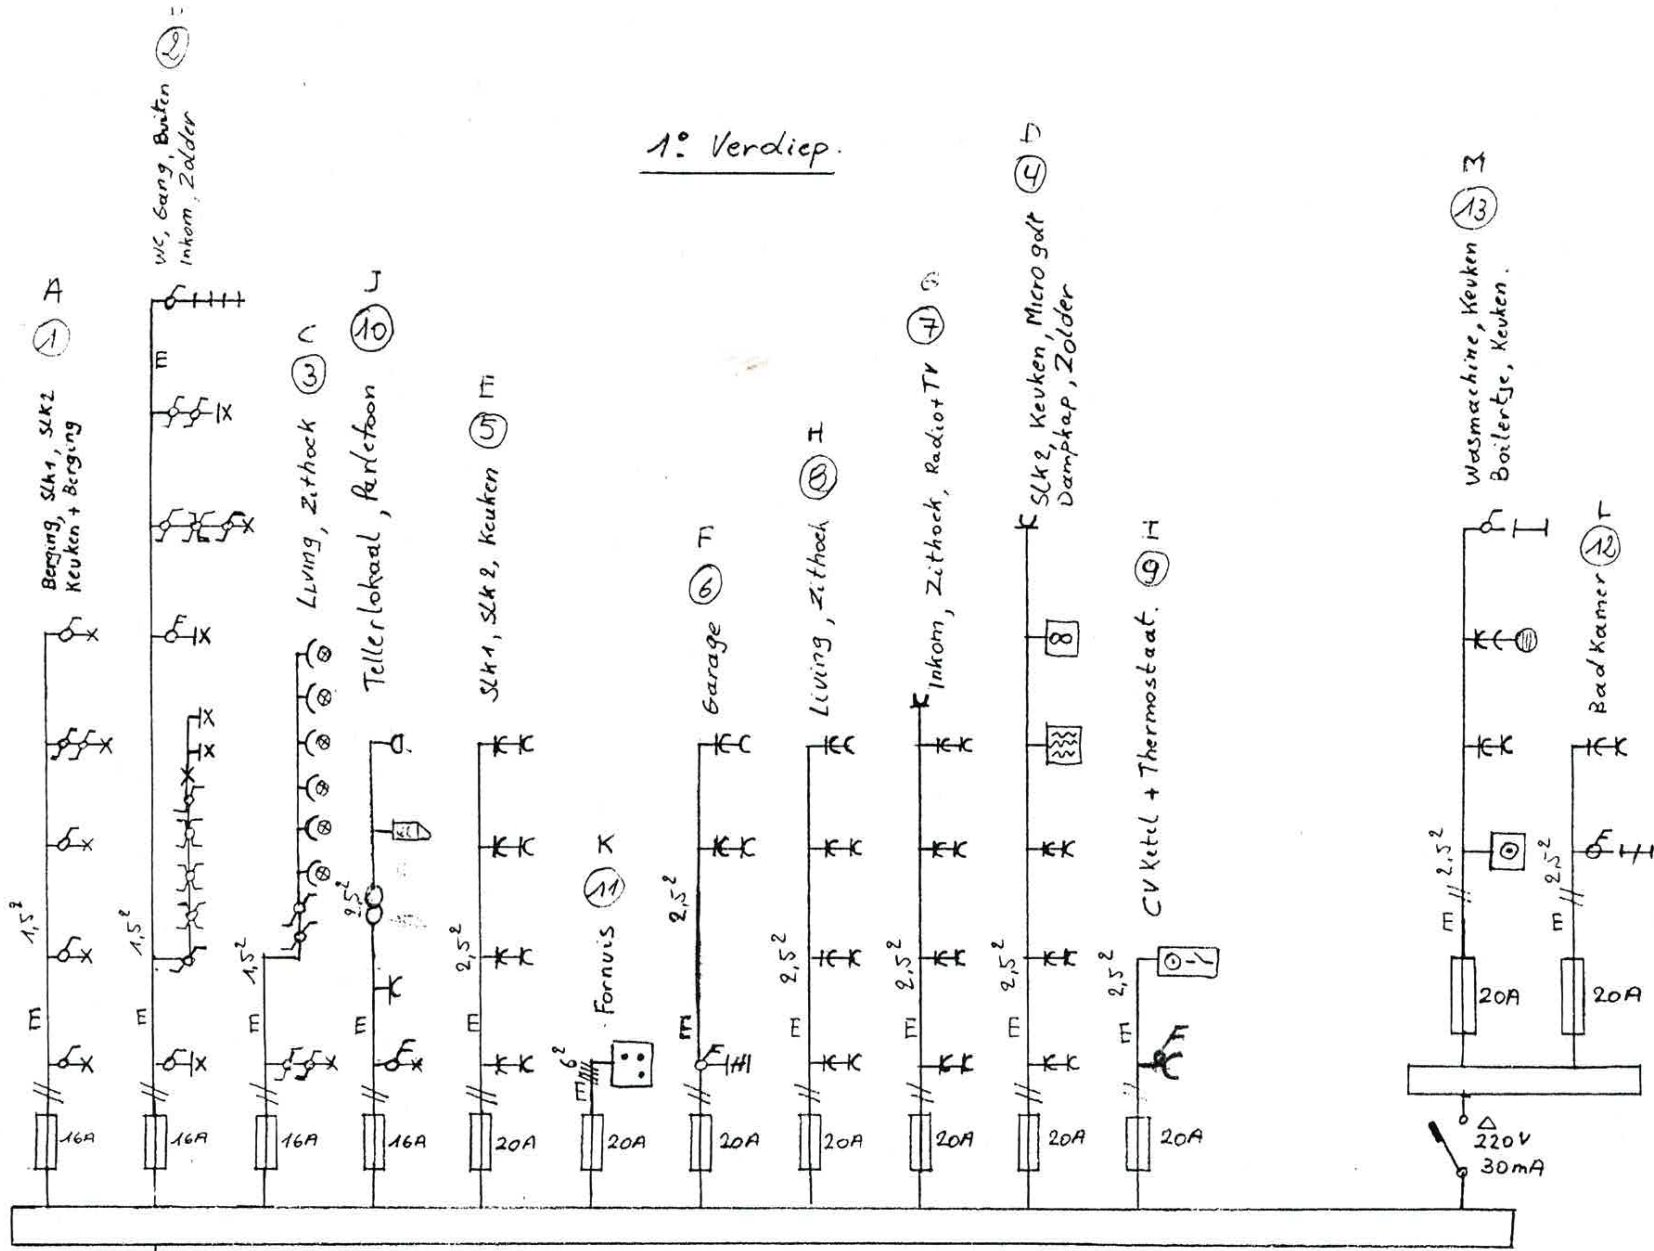 1º Verdiep.
A
1
Berging, Slk1, Slk2
Keuken + Berging
1,5²
E
16A
2
WC, Gang, Buiten
Inkom, Zolder
E
1,5²
E
16A
C
3
Living, Zithoek
1,5²
E
16A
J
10
Tellerlokaal, Parlefoon
2,5²
E
16A
E
5
Slk1, Slk2, Keuken
2,5²
E
20A
K
11
Fornuis
6²
E
20A
F
6
Garage
2,5²
E
20A
I
8
Living, Zithoek
2,5²
E
20A
G
7
Inkom, Zithoek, Radio+TV
2,5²
E
20A
D
4
Slk2, Keuken, Microgolf
Dampkap, Zolder
2,5²
E
20A
H
9
CV Ketel + Thermostaat.
2,5²
E
20A
M
13
Wasmachine, Keuken
Boilertje, Keuken.
2,5²
E
20A
L
12
Badkamer
2,5²
E
20A
Δ
220V
30mA